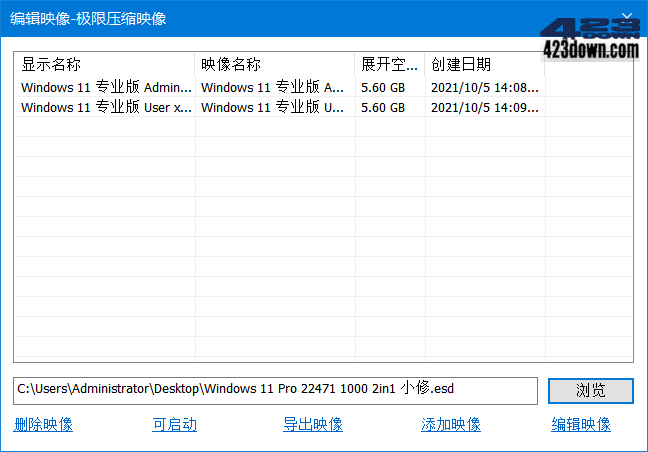 编辑映像-极限压缩映像
423down.com
显示名称 映像名称 展开空... 创建日期
Windows 11 专业版 Admin... Windows 11 专业版 A... 5.60 GB 2021/10/5 14:08...
Windows 11 专业版 User x... Windows 11 专业版 U... 5.60 GB 2021/10/5 14:09...
C:\Users\Administrator\Desktop\Windows 11 Pro 22471 1000 2in1 小修.esd 浏览
删除映像 可启动 导出映像 添加映像 编辑映像